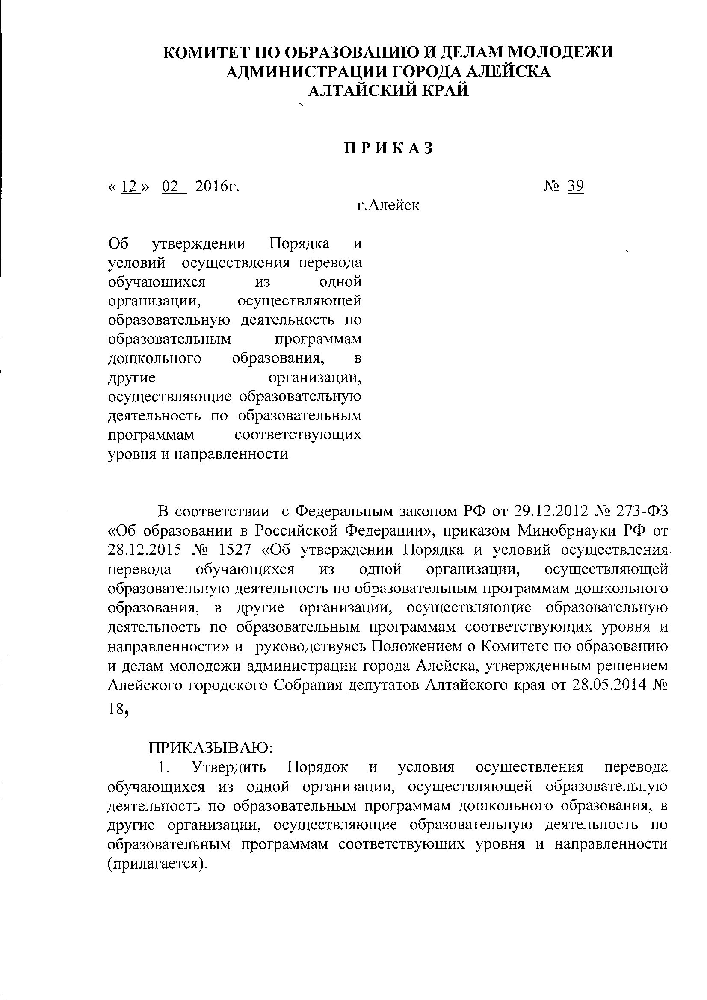 КОМИТЕТ ПО ОБРАЗОВАНИЮ И ДЕЛАМ МОЛОДЕЖИ
АДМИНИСТРАЦИИ ГОРОДА АЛЕЙСКА
АЛТАЙСКИЙ КРАЙ
П Р И К А З
« 12 » 02 2016г. № 39
г.Алейск
Об утверждении Порядка и
условий осуществления перевода
обучающихся из одной
организации, осуществляющей
образовательную деятельность по
образовательным программам
дошкольного образования, в
другие организации,
осуществляющие образовательную
деятельность по образовательным
программам соответствующих
уровня и направленности
В соответствии с Федеральным законом РФ от 29.12.2012 № 273-ФЗ
«Об образовании в Российской Федерации», приказом Минобрнауки РФ от
28.12.2015 № 1527 «Об утверждении Порядка и условий осуществления
перевода обучающихся из одной организации, осуществляющей
образовательную деятельность по образовательным программам дошкольного
образования, в другие организации, осуществляющие образовательную
деятельность по образовательным программам соответствующих уровня и
направленности» и руководствуясь Положением о Комитете по образованию
и делам молодежи администрации города Алейска, утвержденным решением
Алейского городского Собрания депутатов Алтайского края от 28.05.2014 №
18,
ПРИКАЗЫВАЮ:
1. Утвердить Порядок и условия осуществления перевода
обучающихся из одной организации, осуществляющей образовательную
деятельность по образовательным программам дошкольного образования, в
другие организации, осуществляющие образовательную деятельность по
образовательным программам соответствующих уровня и направленности
(прилагается).